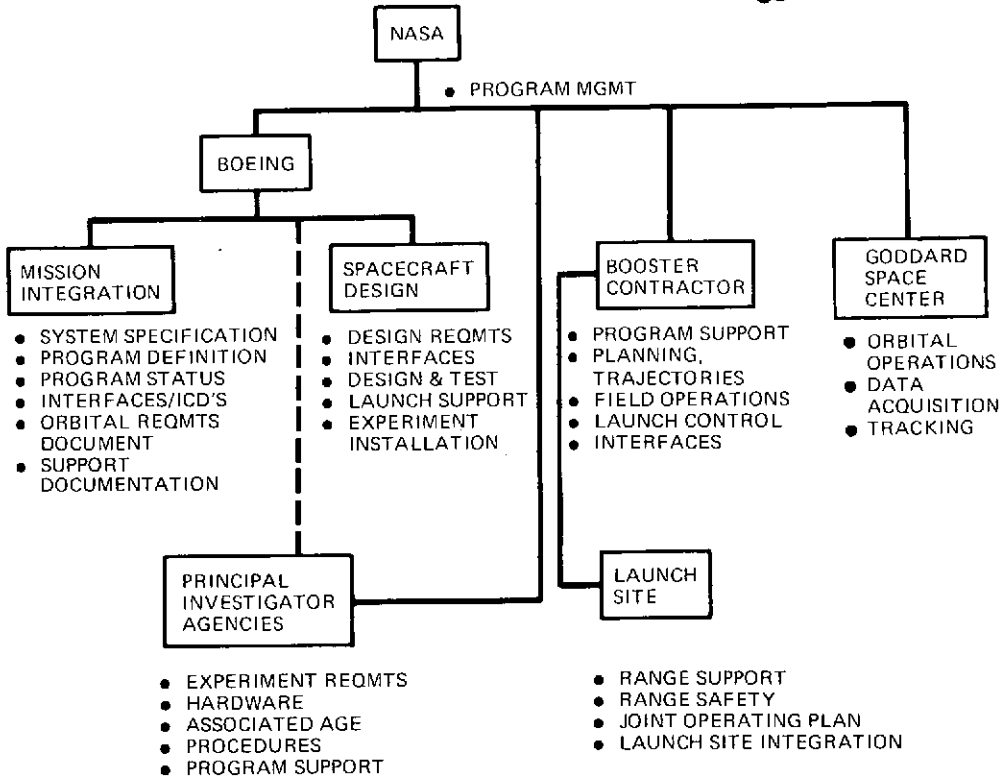 NASA
• PROGRAM MGMT
BOEING
MISSION
INTEGRATION
• SYSTEM SPECIFICATION
• PROGRAM DEFINITION
• PROGRAM STATUS
• INTERFACES/ICD'S
• ORBITAL REQMTS
DOCUMENT
• SUPPORT
DOCUMENTATION
SPACECRAFT
DESIGN
• DESIGN REQMTS
• INTERFACES
• DESIGN & TEST
• LAUNCH SUPPORT
• EXPERIMENT
INSTALLATION
BOOSTER
CONTRACTOR
• PROGRAM SUPPORT
• PLANNING,
TRAJECTORIES
• FIELD OPERATIONS
• LAUNCH CONTROL
• INTERFACES
GODDARD
SPACE
CENTER
• ORBITAL
OPERATIONS
• DATA
ACQUISITION
• TRACKING
PRINCIPAL
INVESTIGATOR
AGENCIES
• EXPERIMENT REQMTS
• HARDWARE
• ASSOCIATED AGE
• PROCEDURES
• PROGRAM SUPPORT
LAUNCH
SITE
• RANGE SUPPORT
• RANGE SAFETY
• JOINT OPERATING PLAN
• LAUNCH SITE INTEGRATION